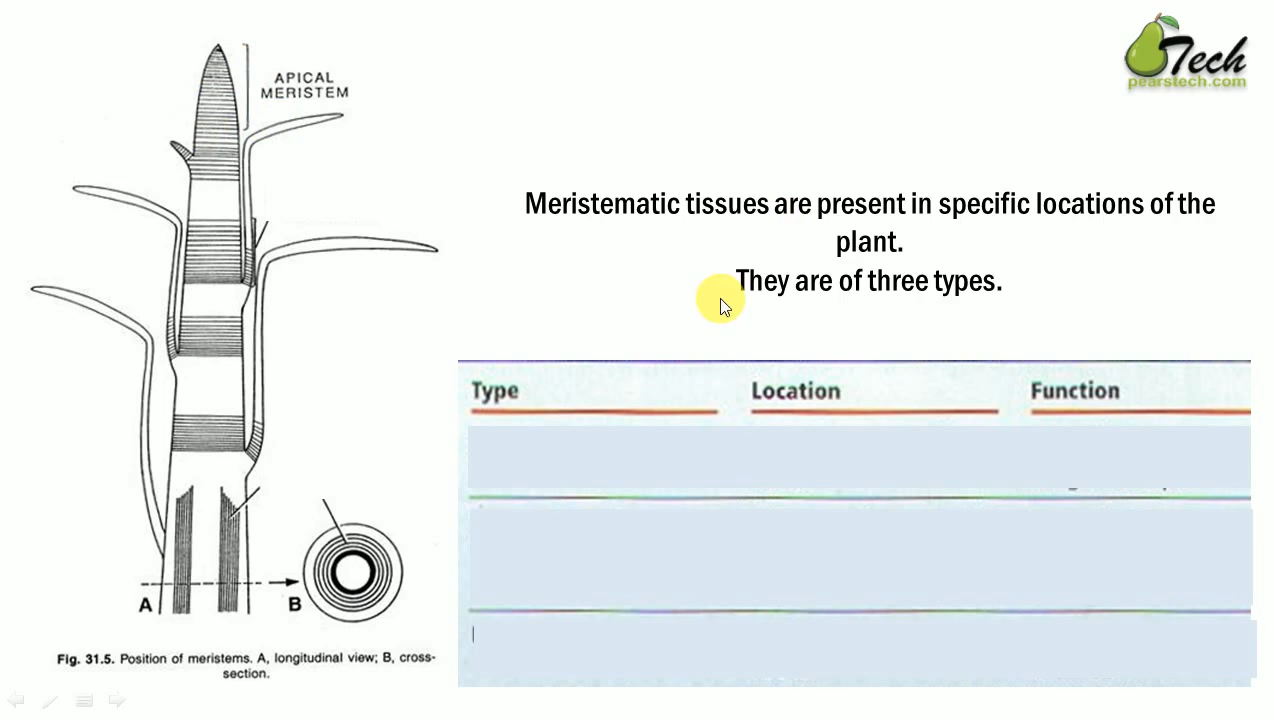 Tech
pearstech.com
APICAL
MERISTEM
Meristematic tissues are present in specific locations of the
plant.
They are of three types.
Type Location Function
A B
Fig. 31.5. Position of meristems. A, longitudinal view; B, cross-
section.